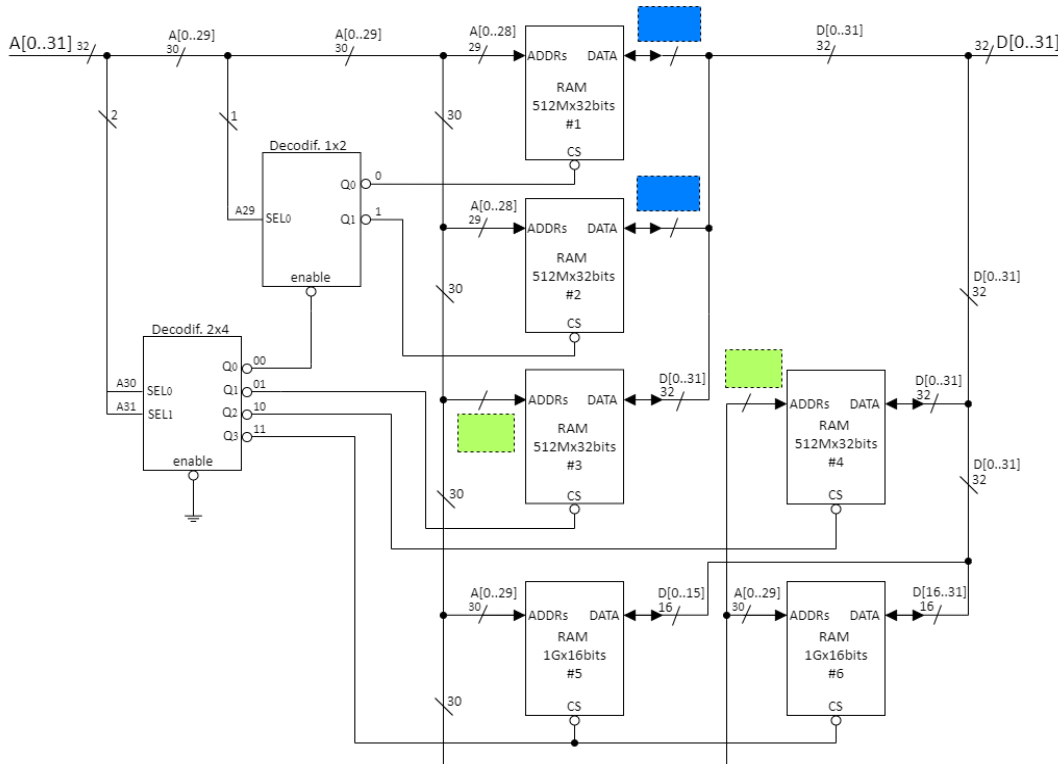 A[0..31] 32
A[0..29]
30
A[0..29]
30
A[0..28]
29
D[0..31]
32
32 D[0..31]
ADDRs DATA
RAM
512Mx32bits
#1
CS
2
1
30
Decodif. 1x2
Q0 0
A29 SEL0
Q1 1
enable
A[0..28]
29
ADDRs DATA
RAM
512Mx32bits
#2
CS
30
D[0..31]
32
Decodif. 2x4
Q0 00
A30 SEL0
Q1 01
A31 SEL1
Q2 10
Q3 11
enable
D[0..31]
32
ADDRs DATA
RAM
512Mx32bits
#3
CS
30
D[0..31]
32
ADDRs DATA
RAM
512Mx32bits
#4
CS
D[0..31]
32
A[0..29]
30
ADDRs DATA
RAM
1Gx16bits
#5
CS
D[0..15]
16
30
A[0..29]
30
ADDRs DATA
RAM
1Gx16bits
#6
CS
D[16..31]
16